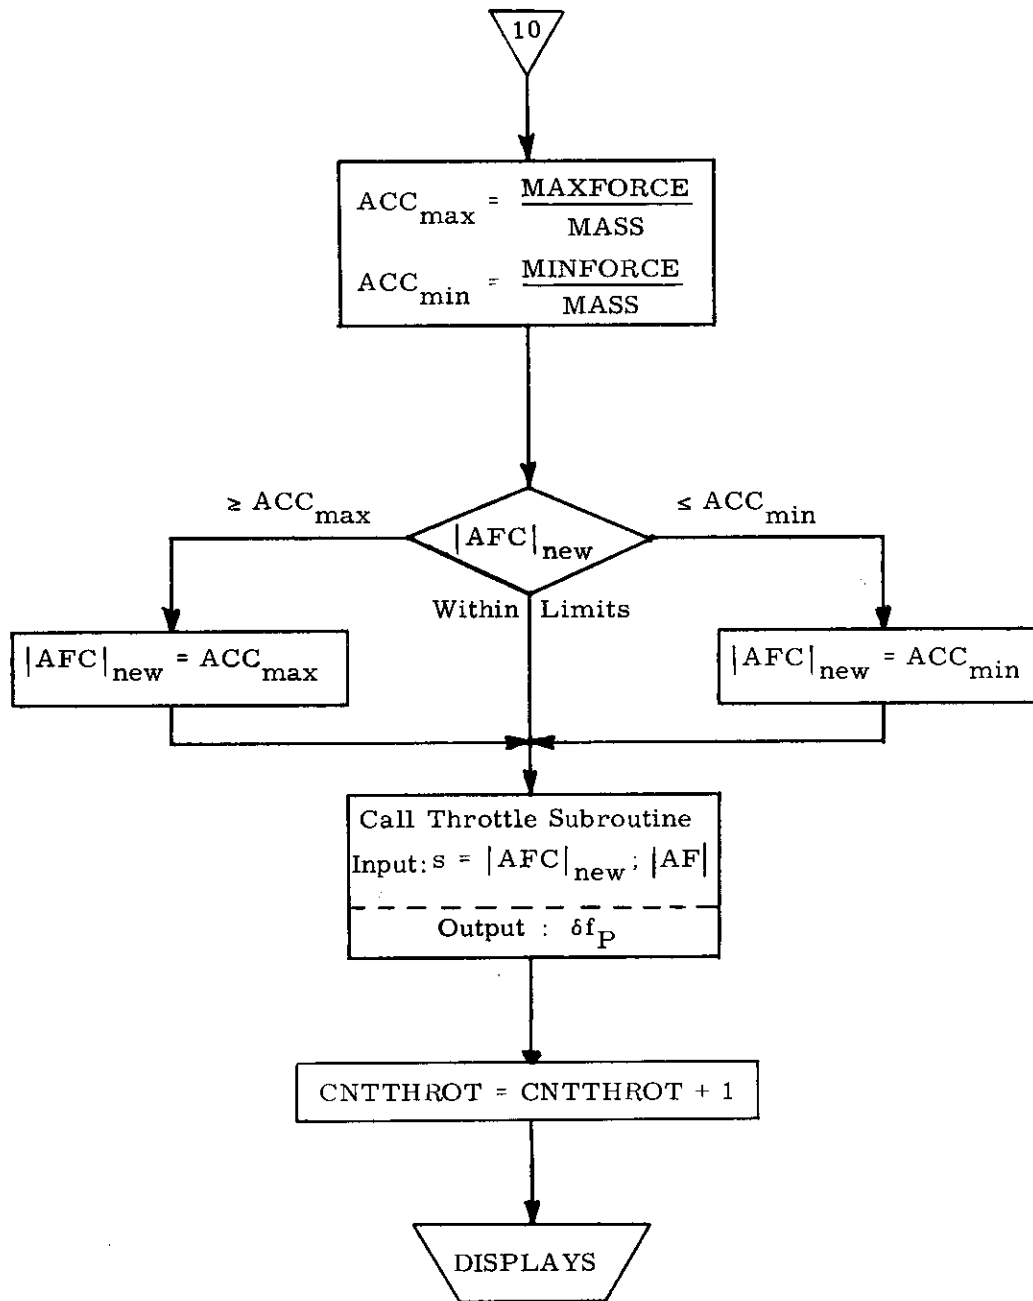 10
ACC_max = MAXFORCE / MASS
ACC_min = MINFORCE / MASS
≥ ACC_max
≤ ACC_min
|AFC|_new
Within Limits
|AFC|_new = ACC_max
|AFC|_new = ACC_min
Call Throttle Subroutine
Input: s = |AFC|_new ; |AF|
Output : δf_P
CNTTHROT = CNTTHROT + 1
DISPLAYS